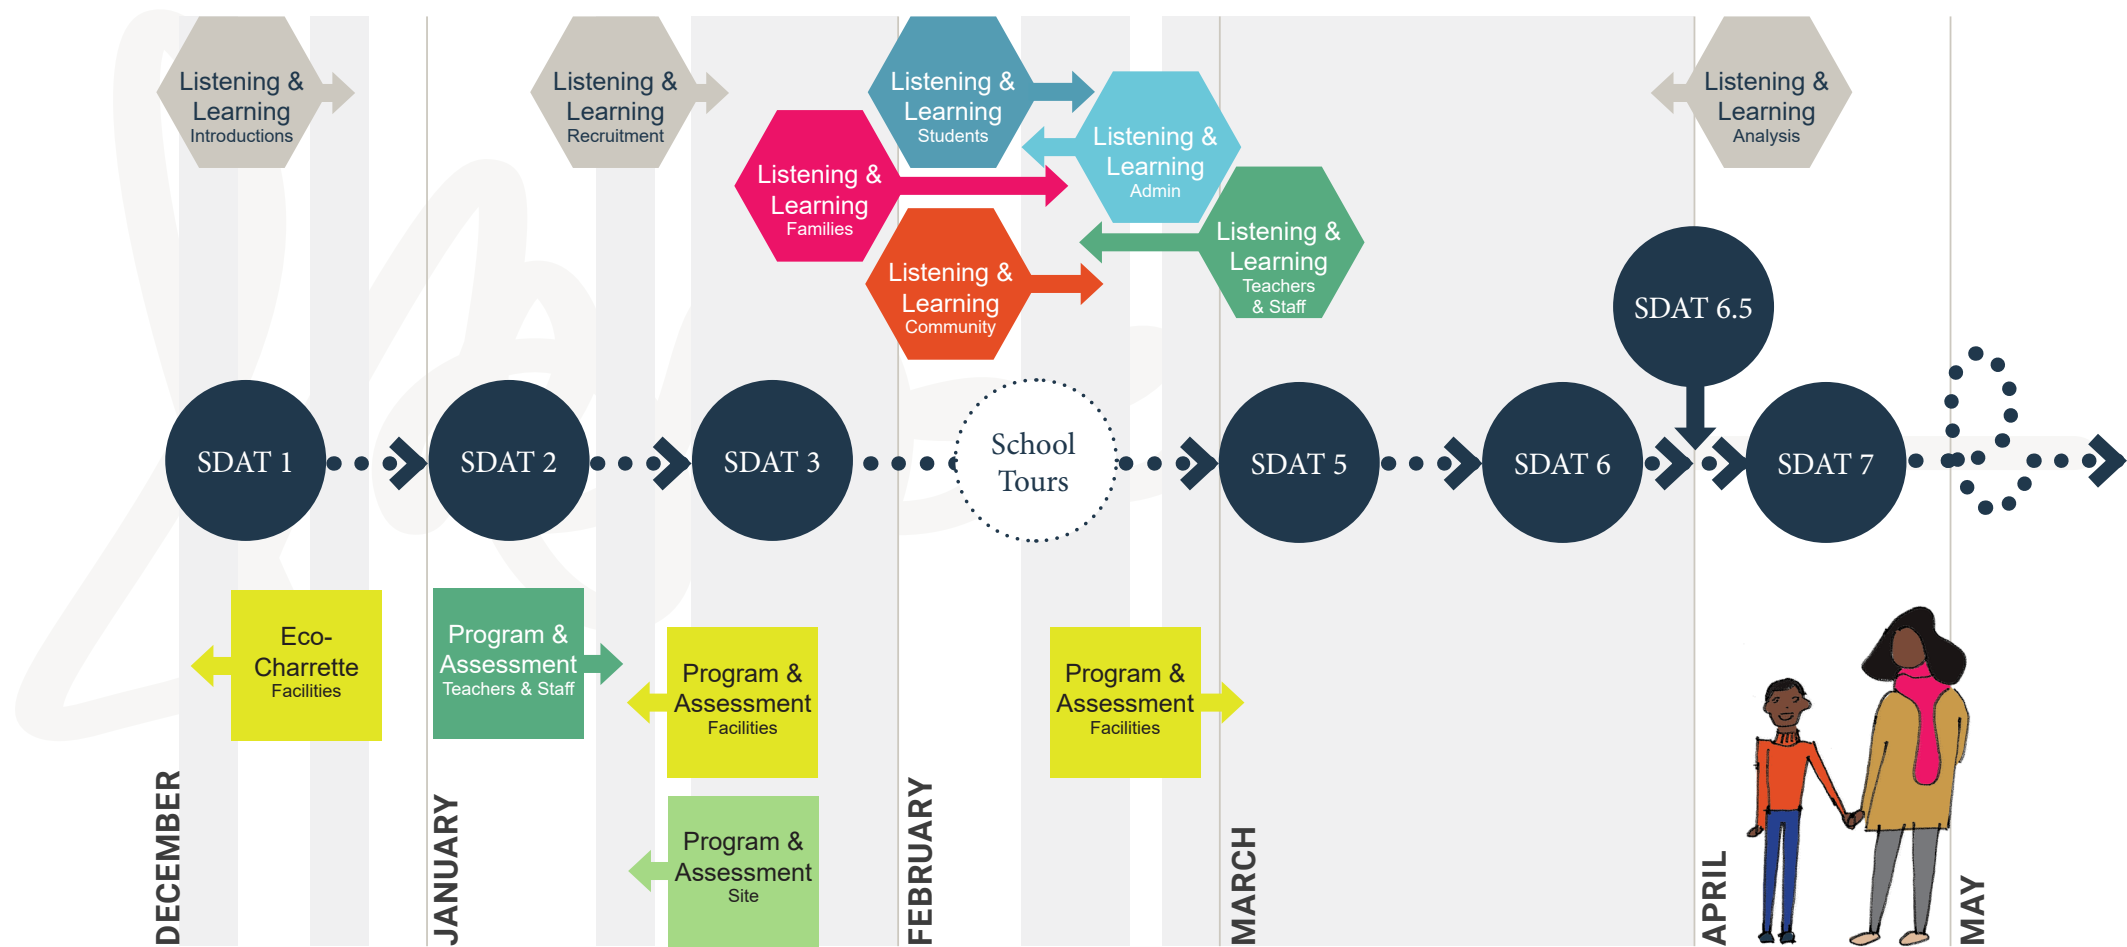 Listening &
Learning
Introductions
Listening &
Learning
Recruitment
Listening &
Learning
Students
Listening &
Learning
Admin
Listening &
Learning
Families
Listening &
Learning
Teachers
& Staff
Listening &
Learning
Community
Listening &
Learning
Analysis
SDAT 6.5
SDAT 1
SDAT 2
SDAT 3
School
Tours
SDAT 5
SDAT 6
SDAT 7
Eco-
Charrette
Facilities
Program &
Assessment
Teachers & Staff
Program &
Assessment
Facilities
Program &
Assessment
Facilities
Program &
Assessment
Site
DECEMBER
JANUARY
FEBRUARY
MARCH
APRIL
MAY